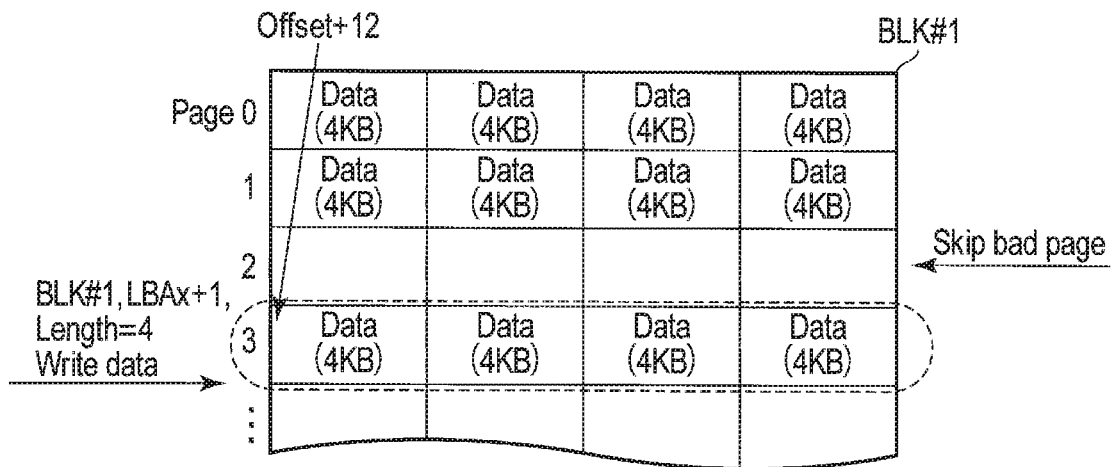 Offset+12
BLK#1
Page 0
Data Data Data Data
(4KB) (4KB) (4KB) (4KB)
1
Data Data Data Data
(4KB) (4KB) (4KB) (4KB)
2
Skip bad page
BLK#1, LBAx+1,
Length=4
Write data
3
Data Data Data Data
(4KB) (4KB) (4KB) (4KB)
⋮